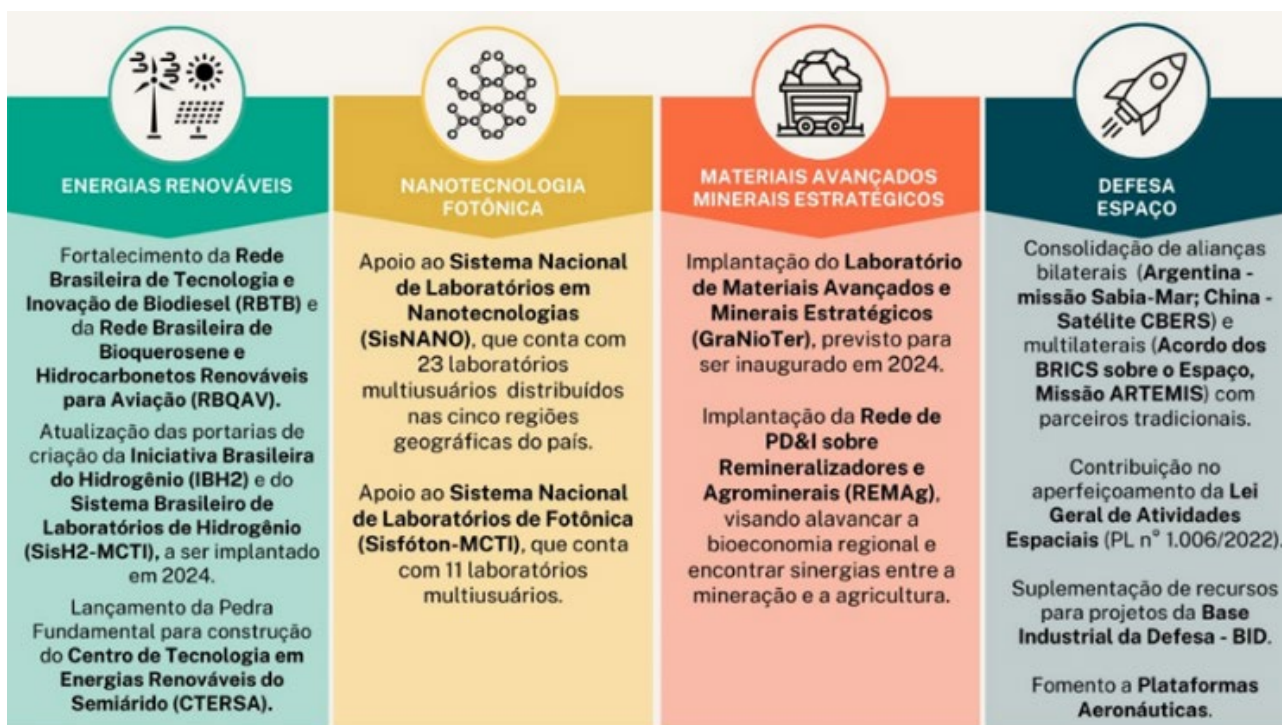 ENERGIAS RENOVÁVEIS
Fortalecimento da Rede
Brasileira de Tecnologia e
Inovação de Biodiesel (RBTB) e
da Rede Brasileira de
Bioquerosene e
Hidrocarbonetos Renováveis
para Aviação (RBQAV).
Atualização das portarias de
criação da Iniciativa Brasileira
do Hidrogênio (IBH2) e do
Sistema Brasileiro de
Laboratórios de Hidrogênio
(SisH2-MCTI), a ser implantado
em 2024.
Lançamento da Pedra
Fundamental para construção
do Centro de Tecnologia em
Energias Renováveis do
Semiárido (CTERSA).
NANOTECNOLOGIA
FOTÔNICA
Apoio ao Sistema Nacional
de Laboratórios em
Nanotecnologias
(SisNANO), que conta com
23 laboratórios
multiusuários distribuídos
nas cinco regiões
geográficas do país.
Apoio ao Sistema Nacional
de Laboratórios de Fotônica
(Sisfóton-MCTI), que conta
com 11 laboratórios
multiusuários.
MATERIAIS AVANÇADOS
MINERAIS ESTRATÉGICOS
Implantação do Laboratório
de Materiais Avançados e
Minerais Estratégicos
(GraNioTer), previsto para
ser inaugurado em 2024.
Implantação da Rede de
PD&I sobre
Remineralizadores e
Agrominerais (REMAg),
visando alavancar a
bioeconomia regional e
encontrar sinergias entre a
mineração e a agricultura.
DEFESA
ESPAÇO
Consolidação de alianças
bilaterais (Argentina -
missão Sabia-Mar; China -
Satélite CBERS) e
multilaterais (Acordo dos
BRICS sobre o Espaço,
Missão ARTEMIS) com
parceiros tradicionais.
Contribuição no
aperfeiçoamento da Lei
Geral de Atividades
Espaciais (PL n° 1.006/2022).
Suplementação de recursos
para projetos da Base
Industrial da Defesa - BID.
Fomento a Plataformas
Aeronáuticas.